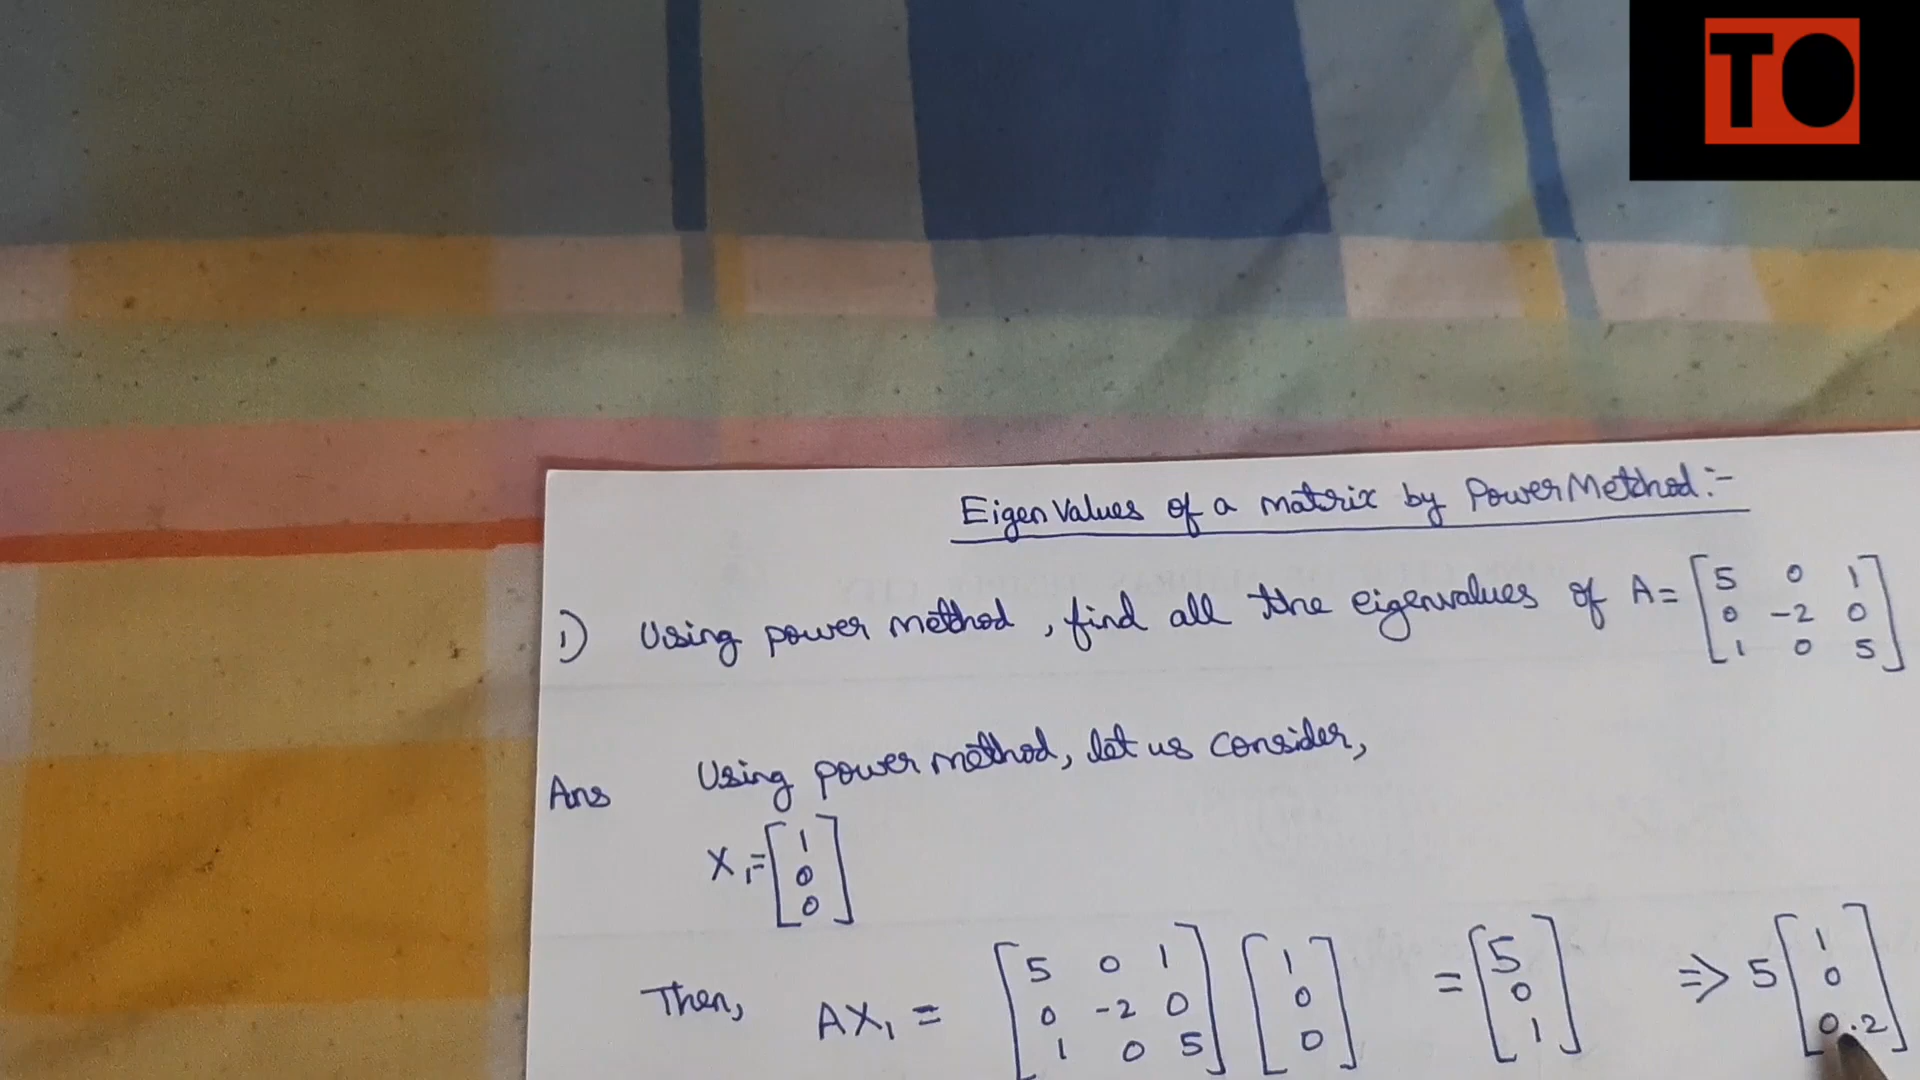 TO
Eigen Values of a matrix by Power Method:-
1) Using power method, find all the eigenvalues of A = [5 0 1
0 -2 0
1 0 5]
Ans Using power method, let us consider,
X₁ = [1
0
0]
Then, AX₁ = [5 0 1 [1 = [5 ⇒ 5 [1
0 -2 0 0 0 0
1 0 5] 0] 1] 0.2]